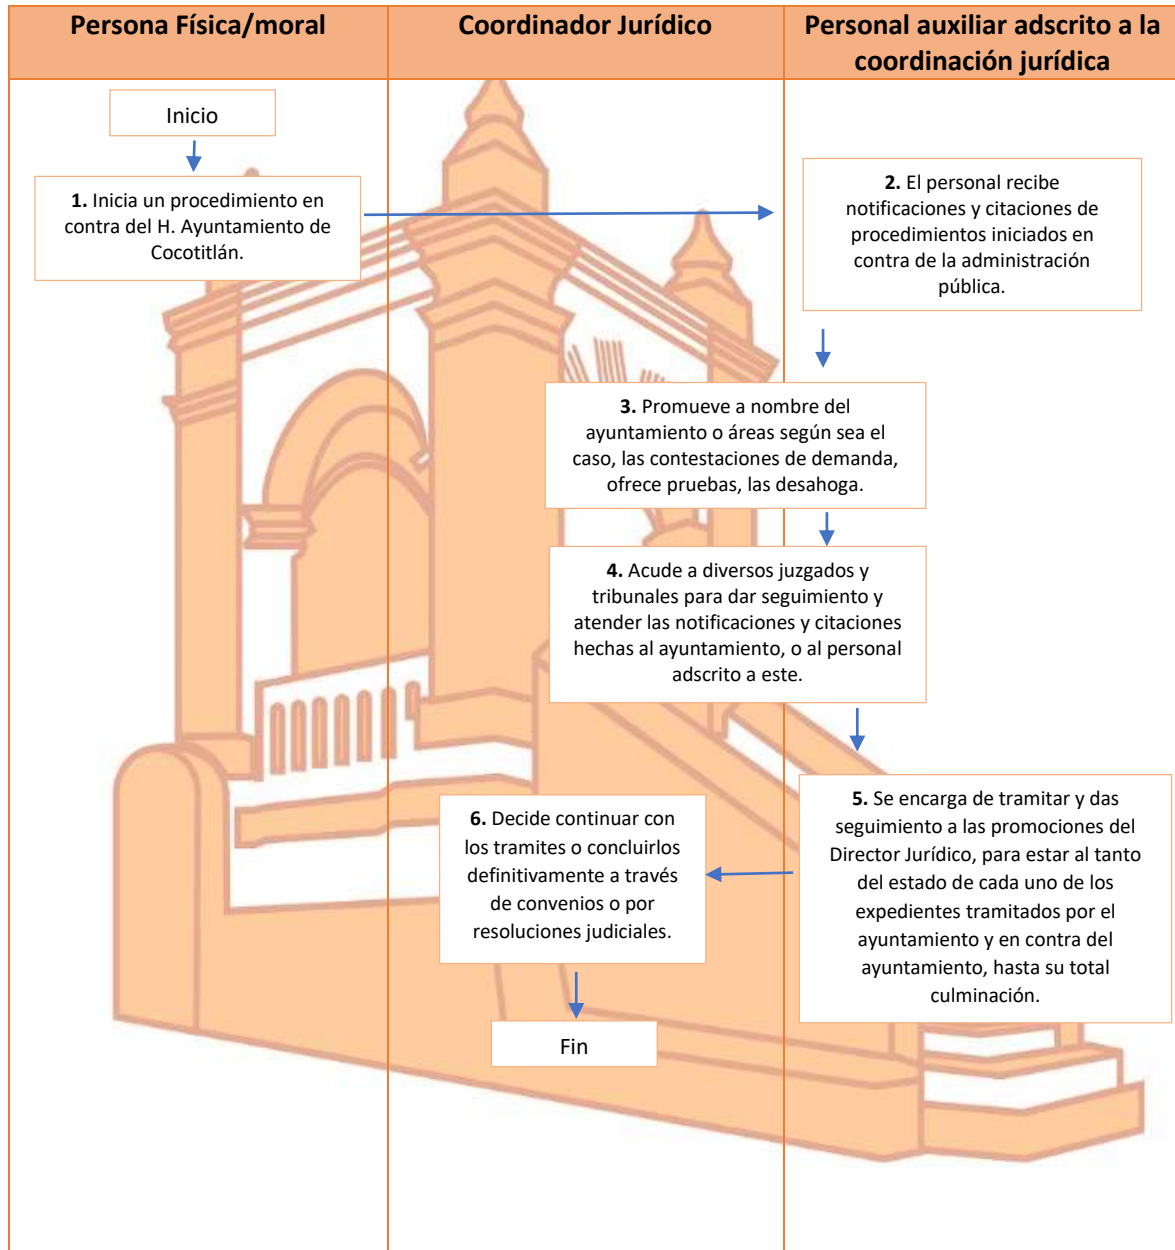 Persona Física/moral
Coordinador Jurídico
Personal auxiliar adscrito a la
coordinación jurídica
Inicio
1. Inicia un procedimiento en
contra del H. Ayuntamiento de
Cocotitlán.
2. El personal recibe
notificaciones y citaciones de
procedimientos iniciados en
contra de la administración
pública.
3. Promueve a nombre del
ayuntamiento o áreas según sea el
caso, las contestaciones de demanda,
ofrece pruebas, las desahoga.
4. Acude a diversos juzgados y
tribunales para dar seguimiento y
atender las notificaciones y citaciones
hechas al ayuntamiento, o al personal
adscrito a este.
5. Se encarga de tramitar y das
seguimiento a las promociones del
Director Jurídico, para estar al tanto
del estado de cada uno de los
expedientes tramitados por el
ayuntamiento y en contra del
ayuntamiento, hasta su total
culminación.
6. Decide continuar con
los tramites o concluirlos
definitivamente a través
de convenios o por
resoluciones judiciales.
Fin